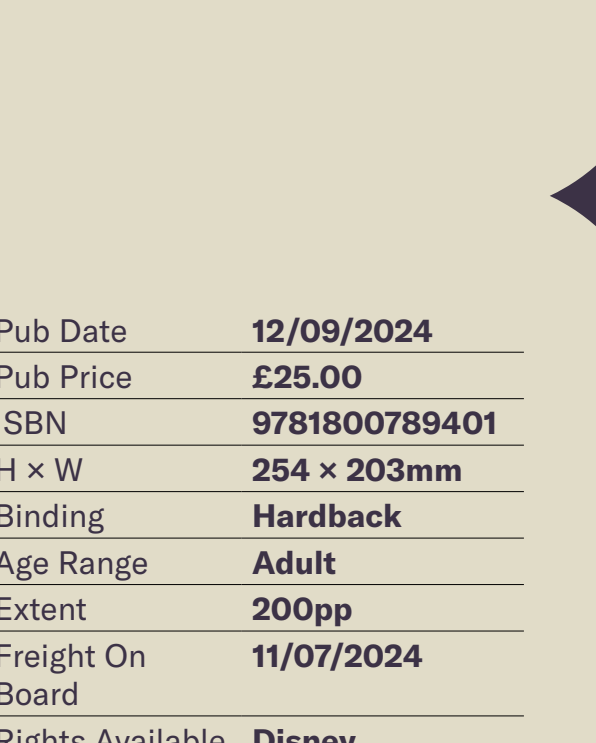 Pub Date 12/09/2024
Pub Price £25.00
ISBN 9781800789401
H × W 254 × 203mm
Binding Hardback
Age Range Adult
Extent 200pp
Freight On 11/07/2024
Board
Rights Available Disney